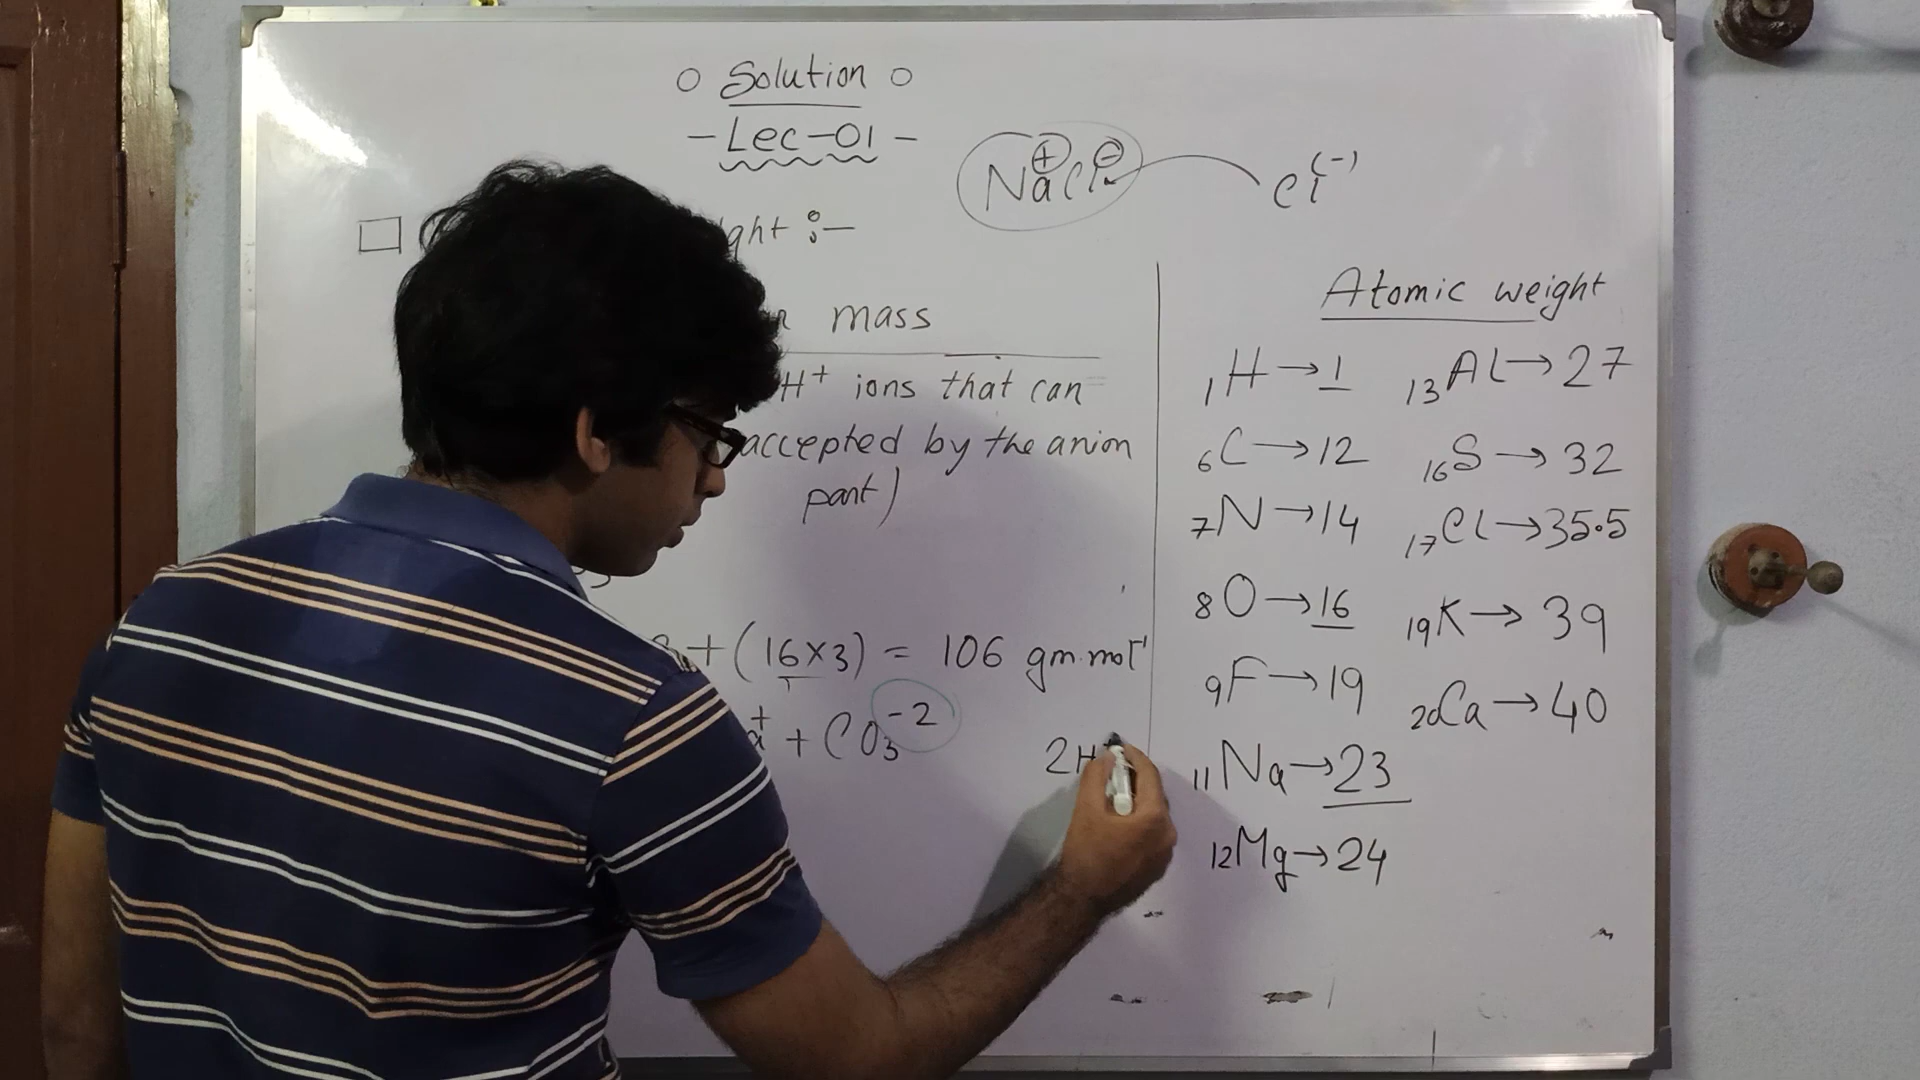 Solution
-Lec-01-
Na⊕Cl⊖ Cl(-)
ght :-
mass
H+ ions that can
accepted by the anion
part)
+ (16×3) = 106 gm.mol-1
+ CO3-2 2H+
Atomic weight
1H→1 13Al→27
6C→12 16S→32
7N→14 17Cl→35.5
8O→16 19K→39
9F→19 20Ca→40
11Na→23
12Mg→24